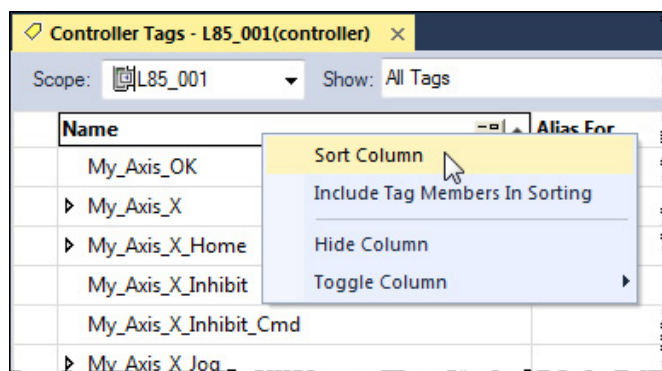 Controller Tags - L85_001(controller)
Scope: L85_001 Show: All Tags
Name Alias For
Sort Column
My_Axis_OK
Include Tag Members In Sorting
My_Axis_X
Hide Column
My_Axis_X_Home
Toggle Column
My_Axis_X_Inhibit
My_Axis_X_Inhibit_Cmd
My_Axis_X_Jog